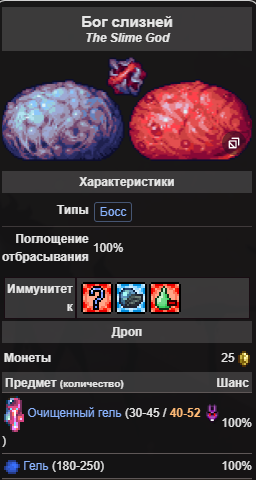 Бог слизней
The Slime God
Характеристики
Типы Босс
Поглощение
отбрасывания 100%
Иммунитет
к
Дроп
Монеты 25
Предмет (количество) Шанс
Очищенный гель (30-45 / 40-52
) 100%
Гель (180-250) 100%